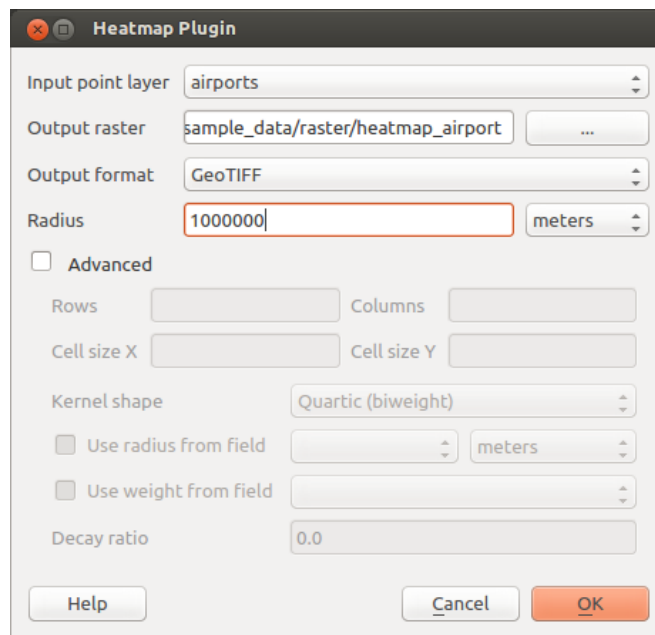 Heatmap Plugin
Input point layer airports
Output raster sample_data/raster/heatmap_airport ...
Output format GeoTIFF
Radius 1000000 meters
Advanced
Rows Columns
Cell size X Cell size Y
Kernel shape Quartic (biweight)
Use radius from field meters
Use weight from field
Decay ratio 0.0
Help Cancel OK